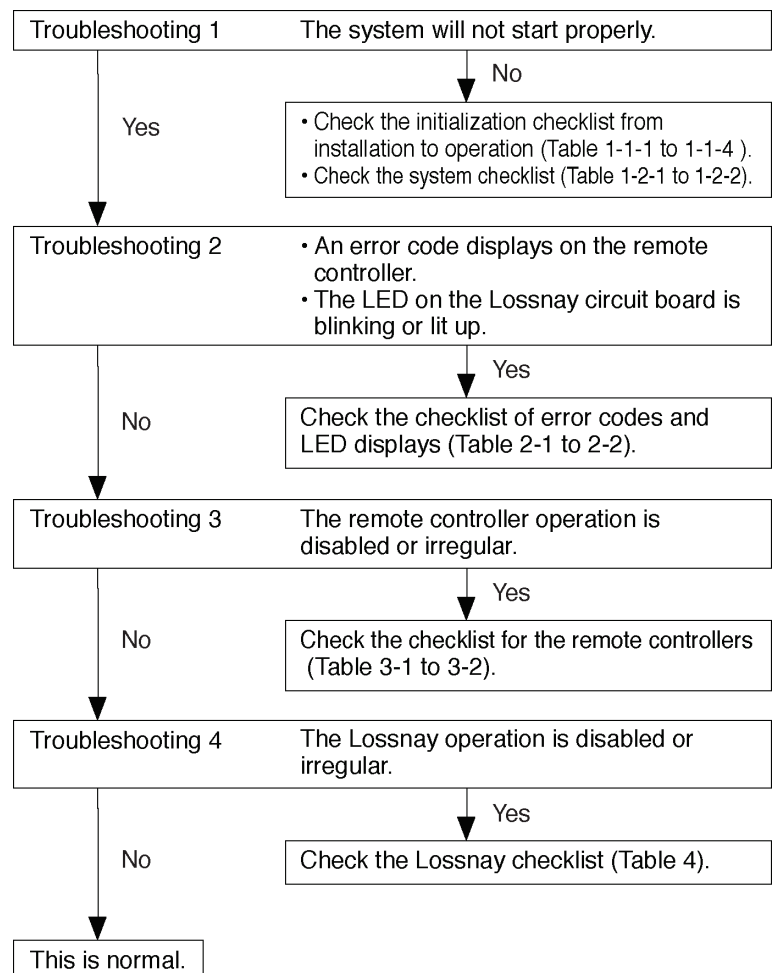 Troubleshooting 1 The system will not start properly.
No
Yes
• Check the initialization checklist from
installation to operation (Table 1-1-1 to 1-1-4 ).
• Check the system checklist (Table 1-2-1 to 1-2-2).
Troubleshooting 2 • An error code displays on the remote
controller.
• The LED on the Lossnay circuit board is
blinking or lit up.
Yes
No
Check the checklist of error codes and
LED displays (Table 2-1 to 2-2).
Troubleshooting 3 The remote controller operation is
disabled or irregular.
Yes
No
Check the checklist for the remote controllers
(Table 3-1 to 3-2).
Troubleshooting 4 The Lossnay operation is disabled or
irregular.
Yes
No
Check the Lossnay checklist (Table 4).
This is normal.